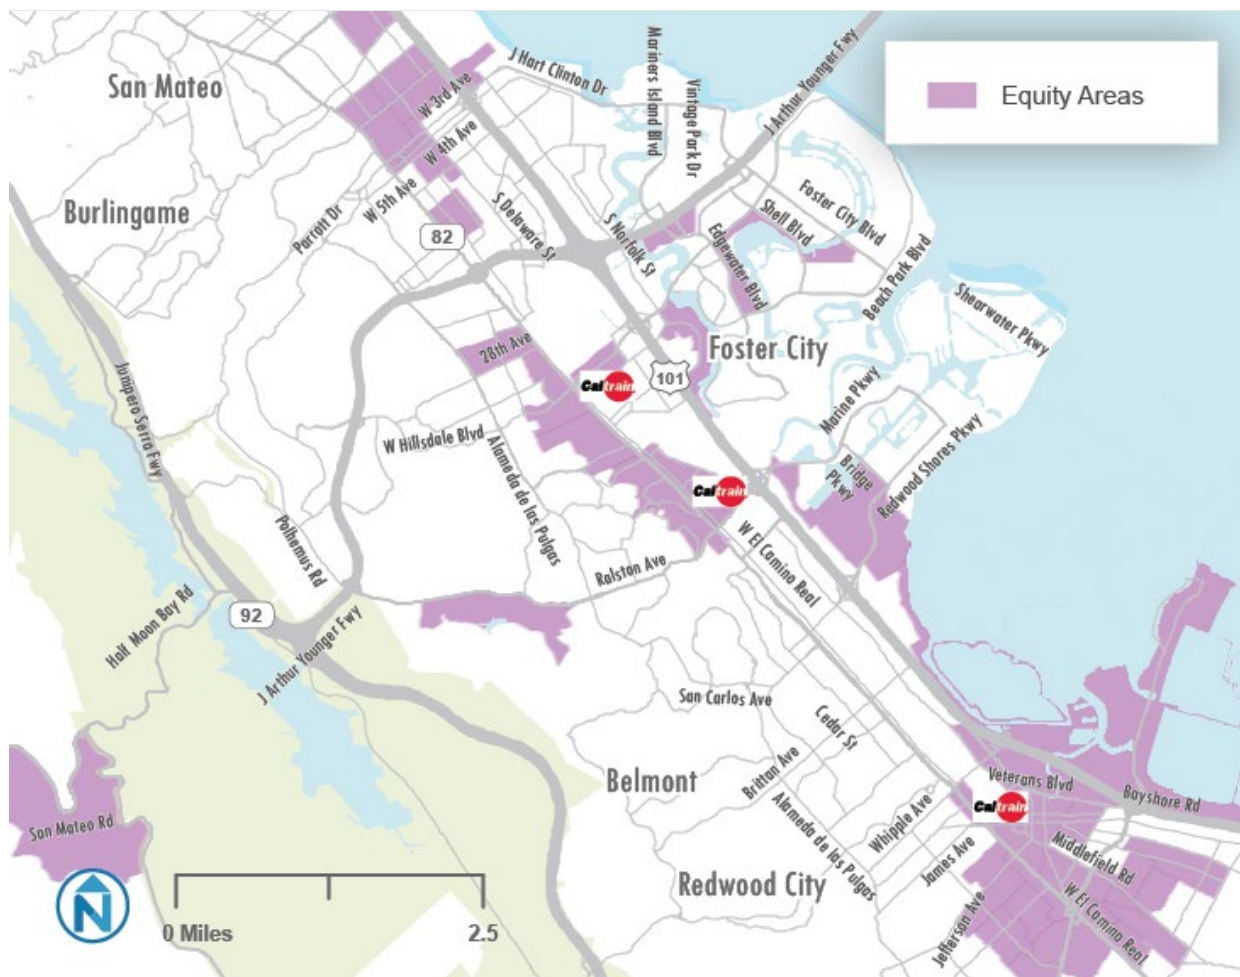 J Hart Clinton Dr
Mariners Island Blvd
Vintage Park Dr
J Arthur Younger Fwy
Equity Areas
San Mateo
W 3rd Ave
W 4th Ave
W 5th Ave
Burlingame
Parrott Dr
82
S Delaware St
S Norfolk St
Edgewater Blvd
Shell Blvd
Foster City Blvd
Beach Park Blvd
Shearwater Pkwy
28th Ave
Caltrain
101
Foster City
Junipero Serra Fwy
W Hillsdale Blvd
Alameda de las Pulgas
Marine Pkwy
Bridge
Pkwy
Redwood Shores Pkwy
Caltrain
Polhemus Rd
Ralston Ave
W El Camino Real
Half Moon Bay Rd
92
J Arthur Younger Fwy
San Carlos Ave
Cedar St
Belmont
Brittan Ave
Alameda de las Pulgas
Whipple Ave
Veterans Blvd
Bayshore Rd
Caltrain
San Mateo Rd
James Ave
Middlefield Rd
Redwood City
Jefferson Ave
W El Camino Real
N
0 Miles
2.5